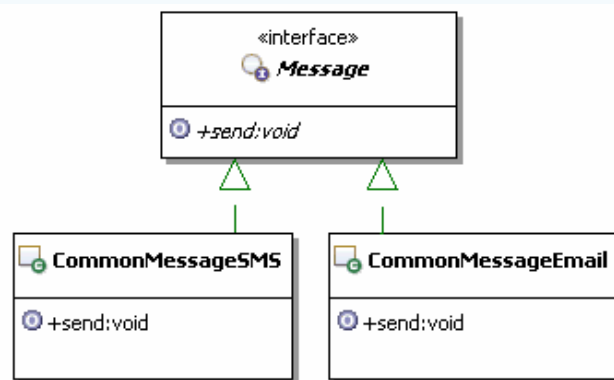 «interface»
Message
+send:void
CommonMessageSMS
CommonMessageEmail
+send:void
+send:void